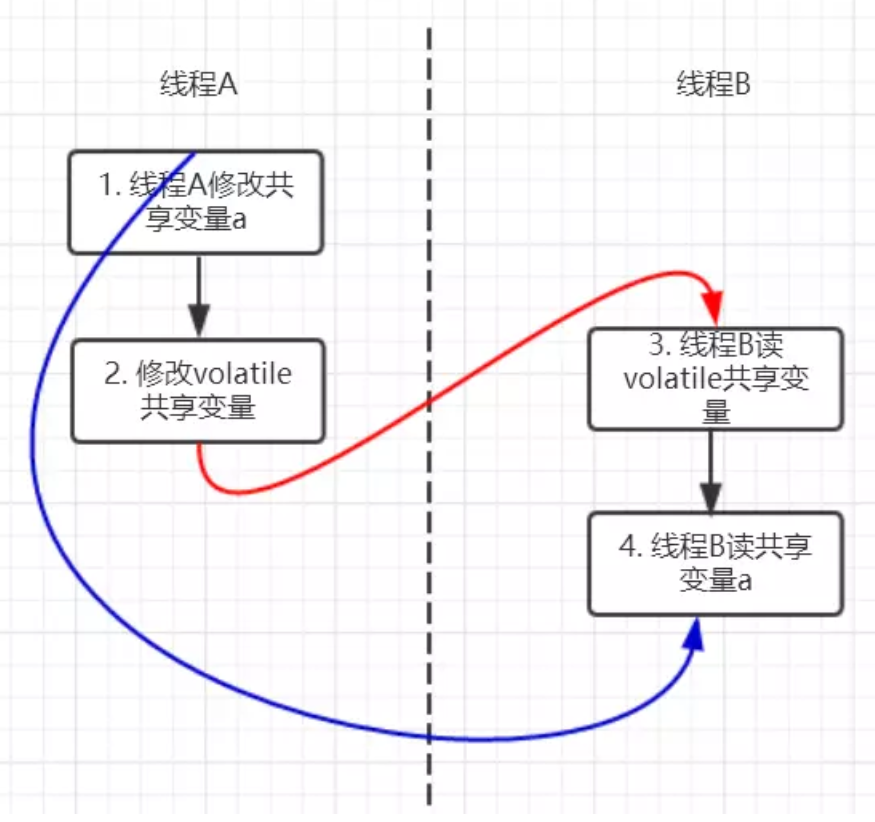 线程A
线程B
1. 线程A修改共
享变量a
2. 修改volatile
共享变量
3. 线程B读
volatile共享变
量
4. 线程B读共享
变量a